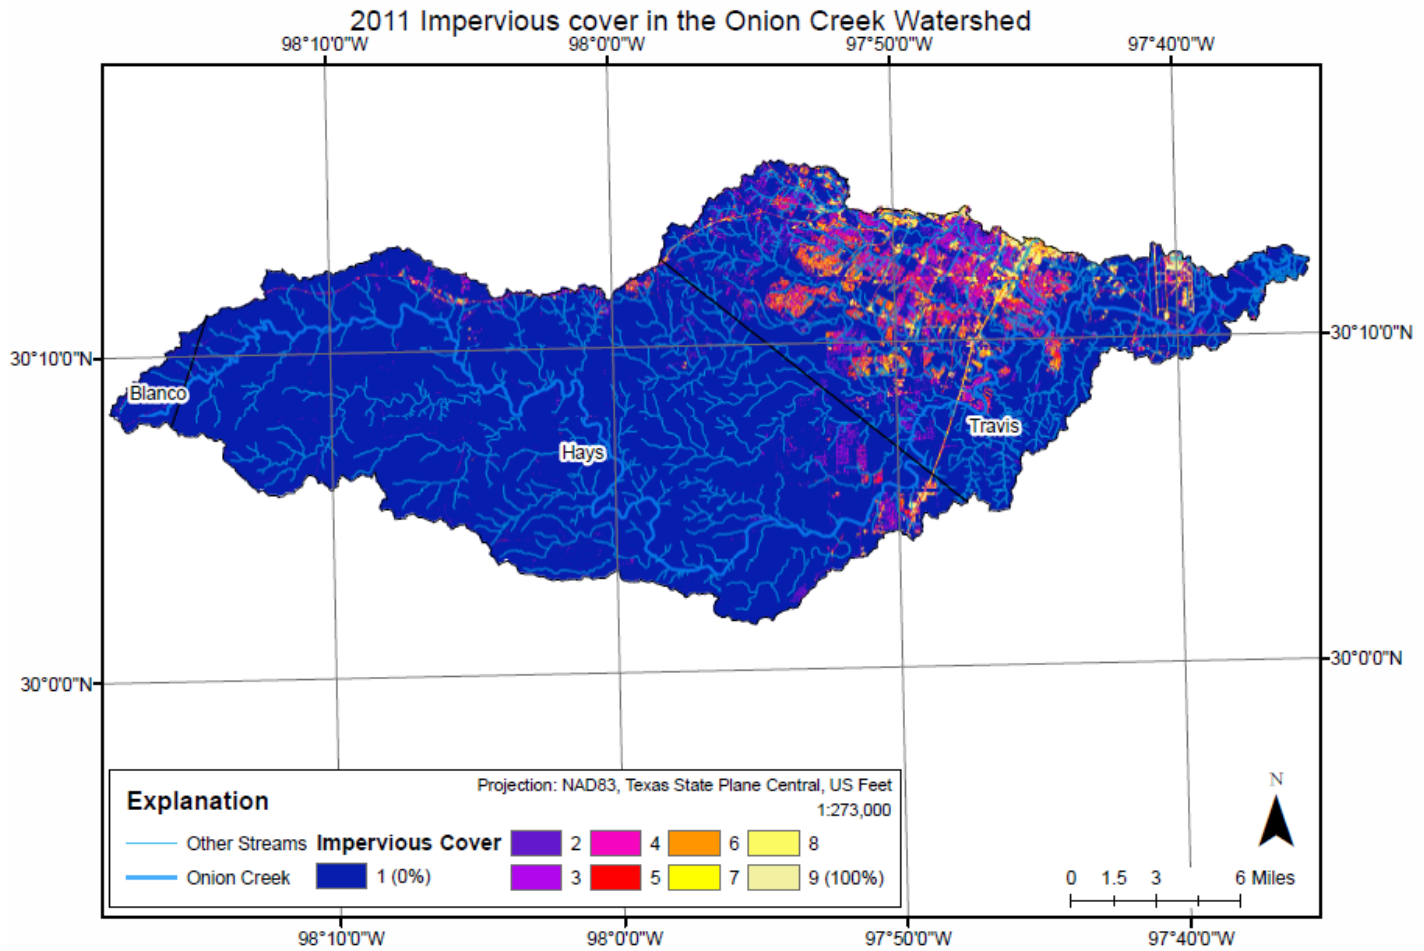 2011 Impervious cover in the Onion Creek Watershed
98°10'0"W 98°0'0"W 97°50'0"W 97°40'0"W
30°10'0"N
30°10'0"N
Blanco
Travis
Hays
30°0'0"N
30°0'0"N
Projection: NAD83, Texas State Plane Central, US Feet
1:273,000
Explanation
Other Streams Impervious Cover 2 4 6 8
Onion Creek 1 (0%) 3 5 7 9 (100%)
N
0 1.5 3 6 Miles
98°10'0"W 98°0'0"W 97°50'0"W 97°40'0"W